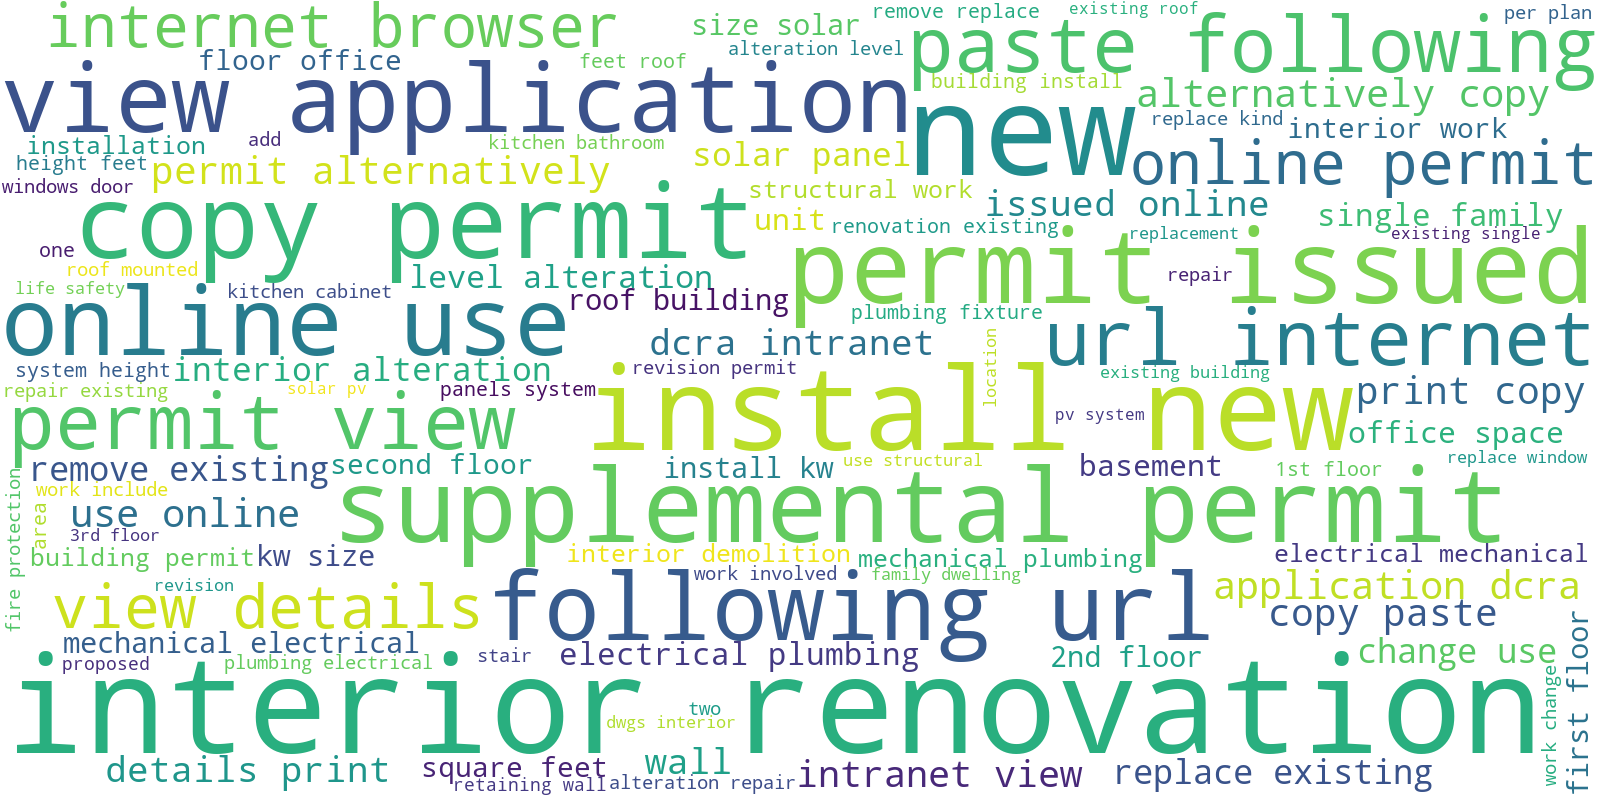 internet browser
size solar
remove replace
existing roof
per plan
floor office
alteration level
paste following
feet roof
view application
building install
alternatively copy
new
replace kind
interior work
installation
add
kitchen bathroom
height feet
permit alternatively
solar panel
online permit
windows door
structural work
issued online
copy permit
unit
renovation existing
single family
replacement
existing single
one
permit issued
roof mounted
level alteration
repair
life safety
kitchen cabinet
roof building
online use
plumbing fixture
dcra intranet
url internet
location
system height
interior alteration
revision permit
existing building
repair existing
solar pv
panels system
install new
print copy
permit view
pv system
office space
remove existing
second floor
install kw
use structural
basement
1st floor
replace window
fire protection
work include
area
supplemental permit
use online
3rd floor
building permit
kw size
interior demolition
mechanical plumbing
electrical mechanical
revision
work involved
family dwelling
view details
following url
application dcra
copy paste
mechanical electrical
first floor
proposed
plumbing electrical
stair
electrical plumbing
2nd floor
change use
interior renovation
work change
two
dwgs interior
details print
square feet
wall
intranet view
replace existing
retaining wall
alteration repair